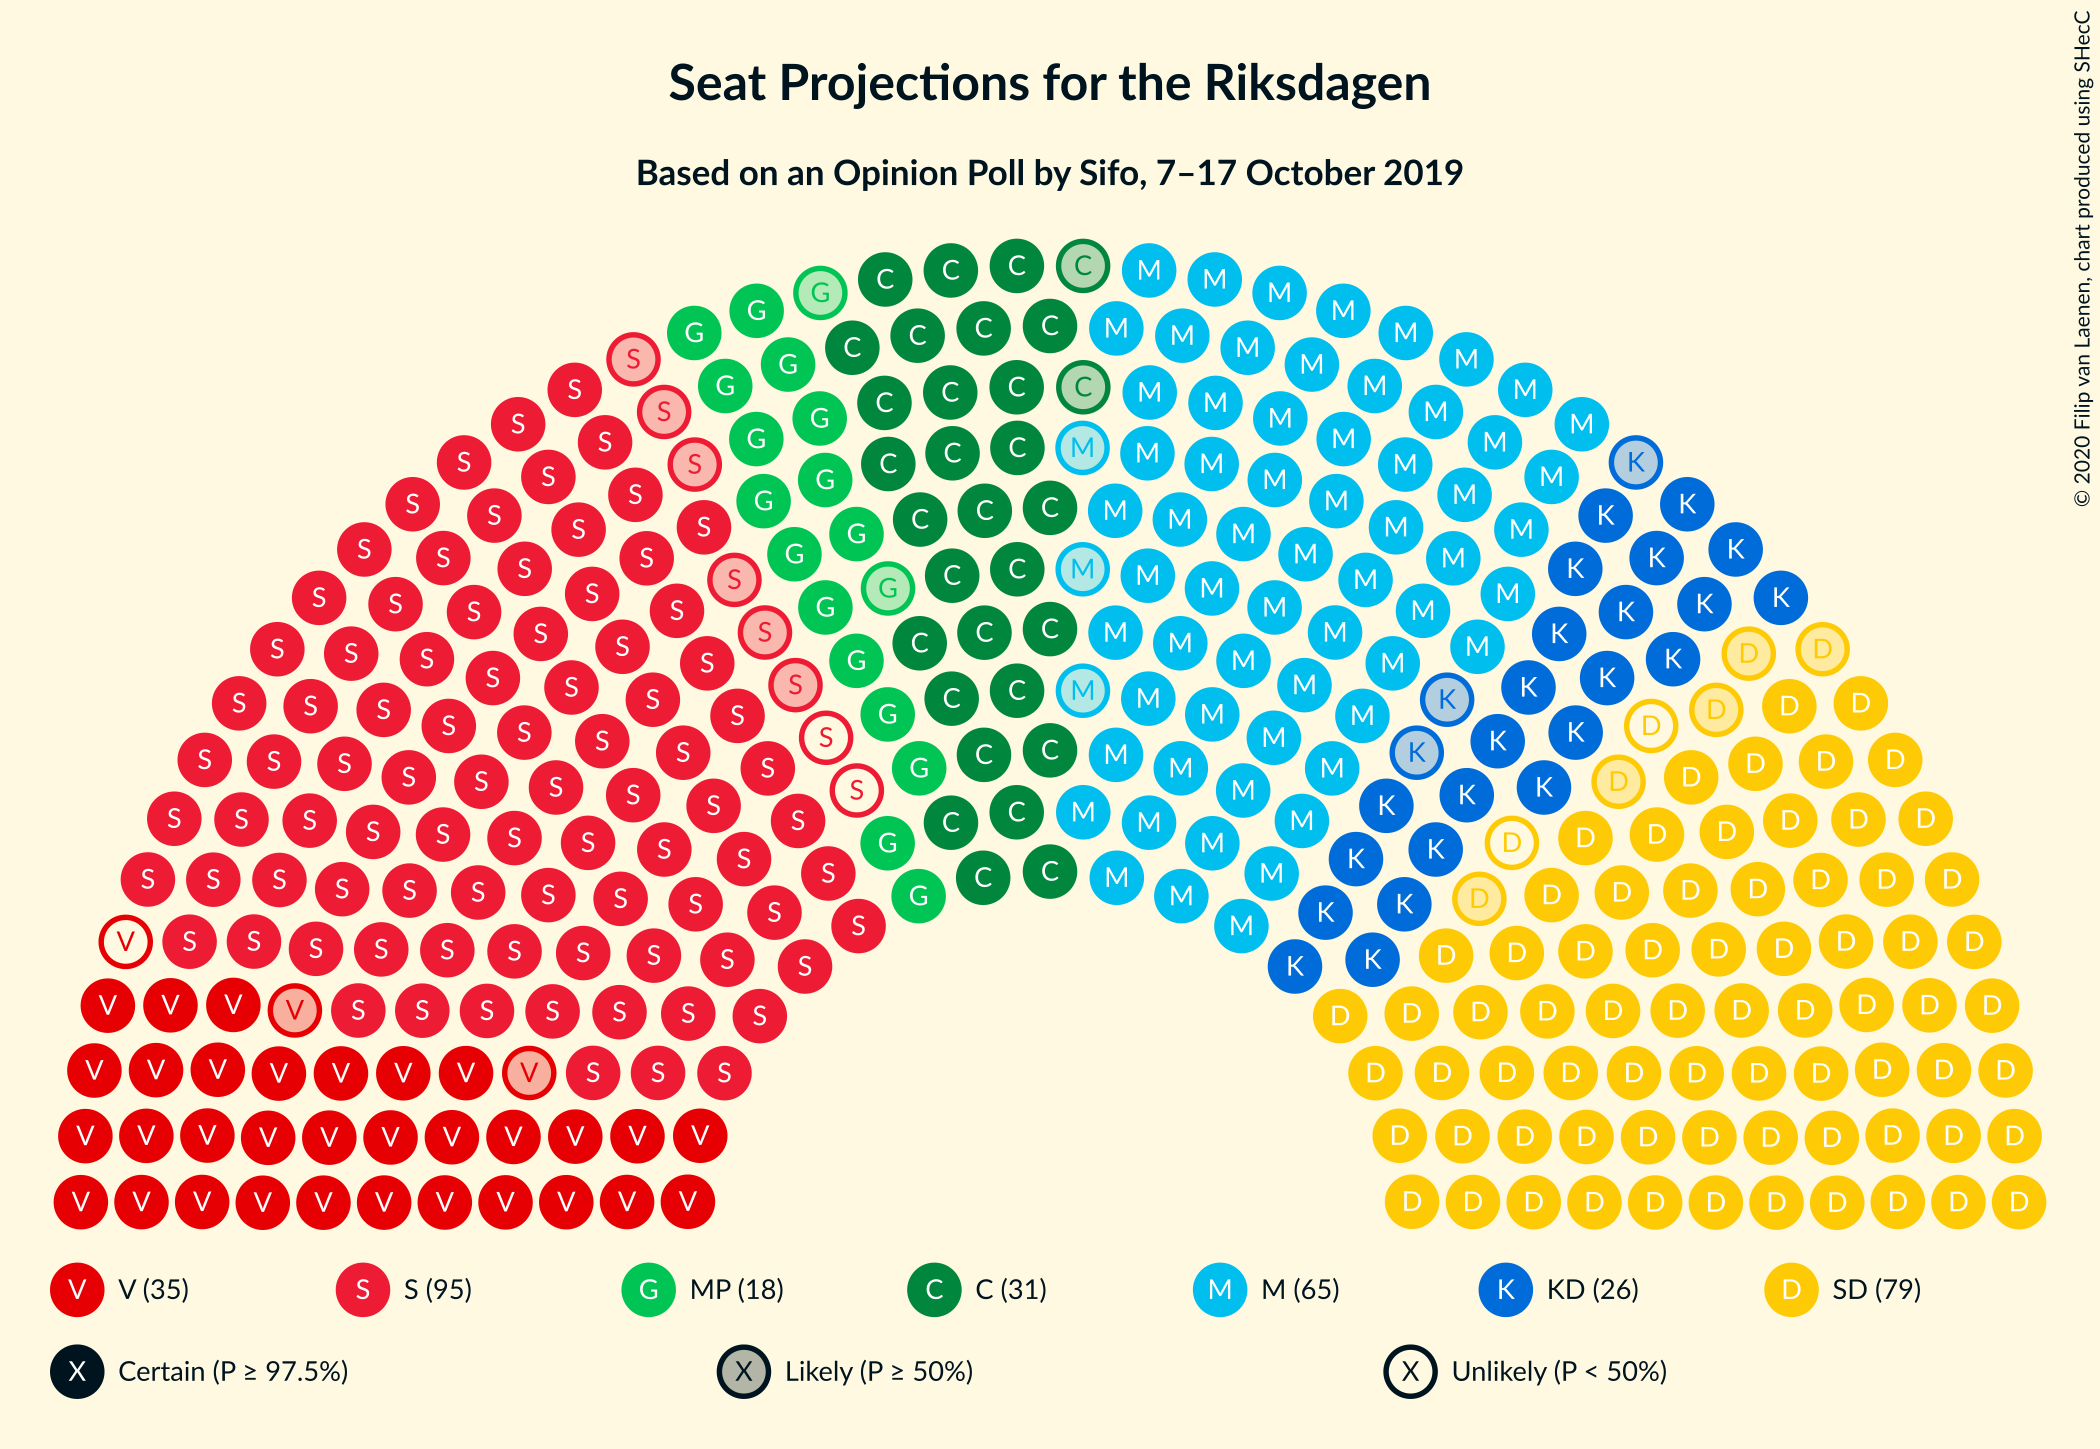 Seat Projections for the Riksdagen
Based on an Opinion Poll by Sifo, 7–17 October 2019
© 2020 Filip van Laenen, chart produced using SHecC
V V (35) S S (95) G MP (18) C C (31) M M (65) K KD (26) D SD (79)
X Certain (P ≥ 97.5%) X Likely (P ≥ 50%) X Unlikely (P < 50%)